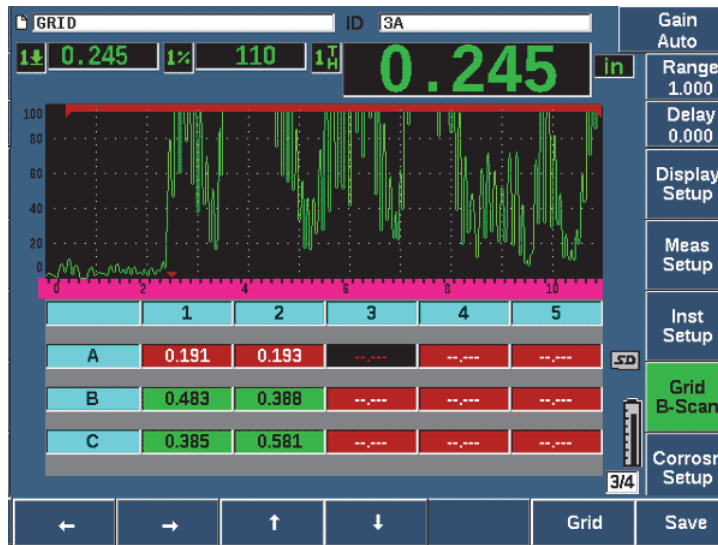 GRID ID 3A
1 0.245 1% 110 1TH 0.245 in
Gain
Auto
Range
1.000
Delay
0.000
Display
Setup
Meas
Setup
Inst
Setup
Grid
B-Scan
Corrosn
Setup
100
80
60
40
20
0
0 2 4 6 8 10
1 2 3 4 5
A 0.191 0.193 --.--- --.--- --.---
B 0.483 0.388 --.--- --.--- --.---
C 0.385 0.581 --.--- --.--- --.---
SD
3/4
← → ↑ ↓ Grid Save